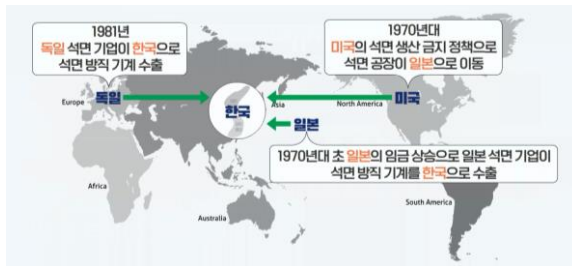 1981년
독일 석면 기업이 한국으로
석면 방직 기계 수출
1970년대
미국의 석면 생산 금지 정책으로
석면 공장이 일본으로 이동
Europe
독일
한국
Asia
North America
미국
일본
1970년대 초 일본의 임금 상승으로 일본 석면 기업이
석면 방직 기계를 한국으로 수출
Africa
South America
Australia